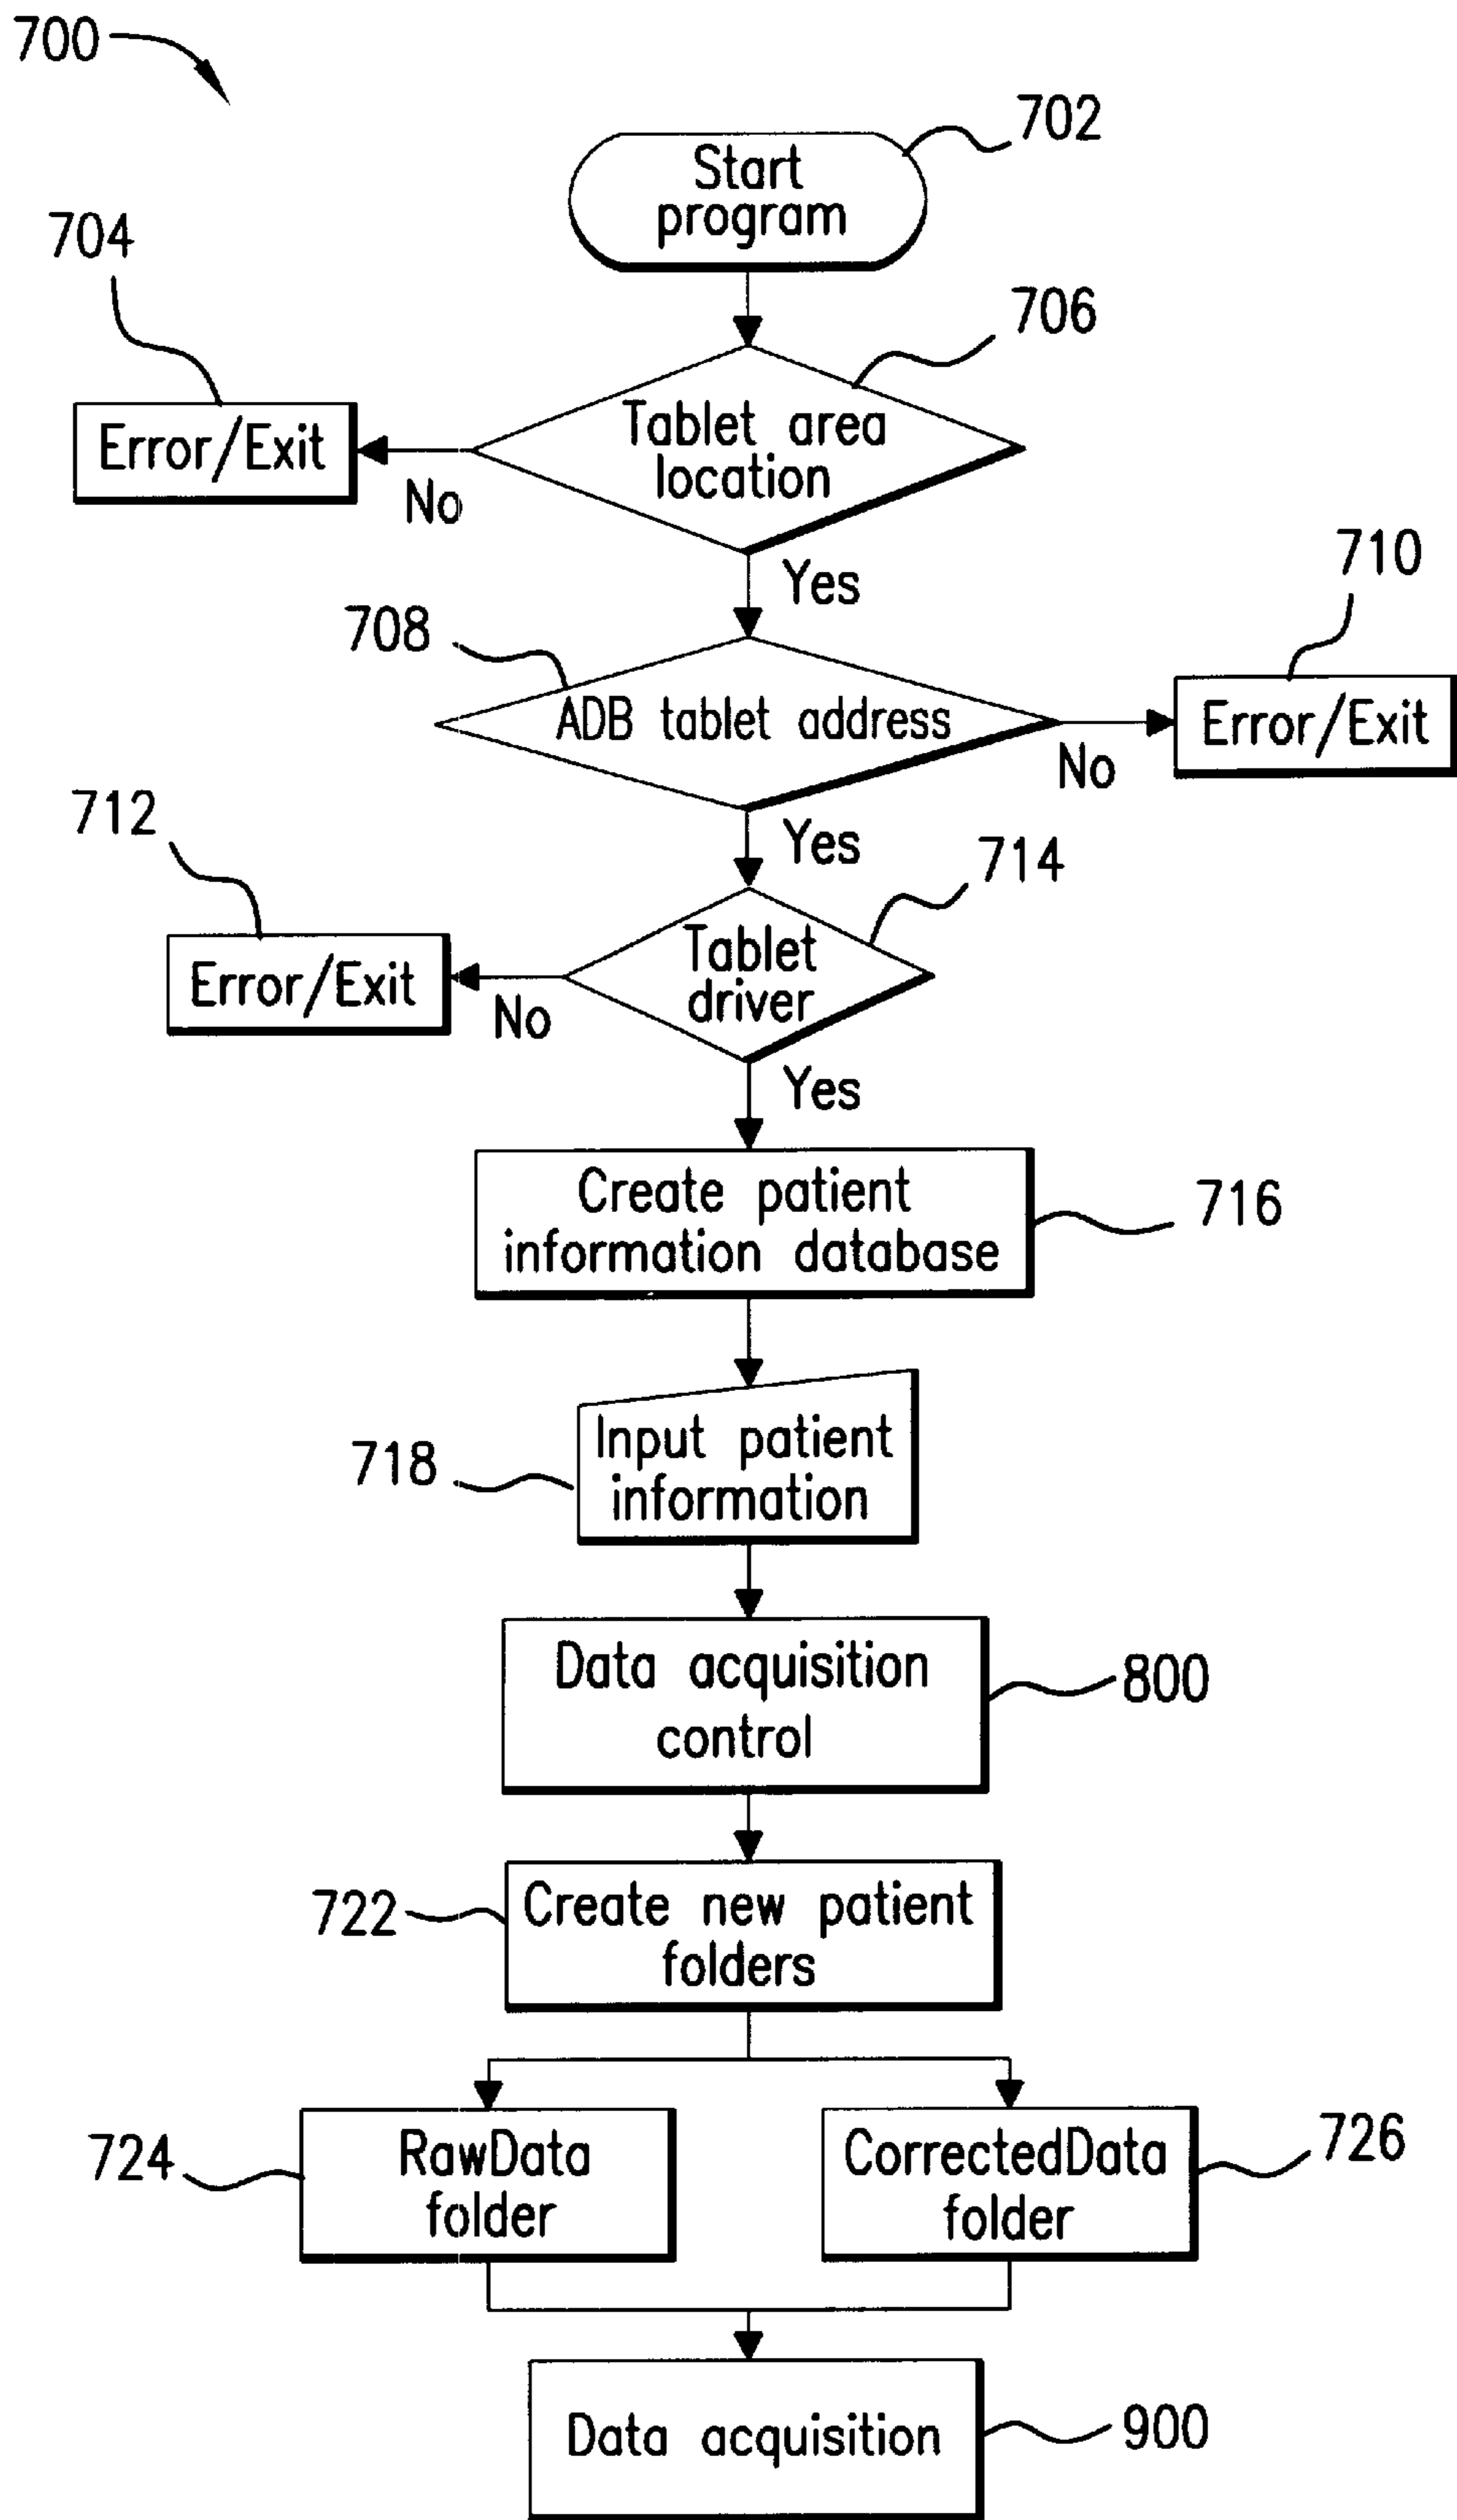 700
702
Start
program
704
706
Error/Exit
Tablet area
location
No
Yes
710
708
ADB tablet address
Error/Exit
No
712
Yes
714
Tablet
driver
Error/Exit
No
Yes
Create patient
information database
716
Input patient
information
718
Data acquisition
control
800
Create new patient
folders
722
724
RawData
folder
CorrectedData
folder
726
Data acquisition
900